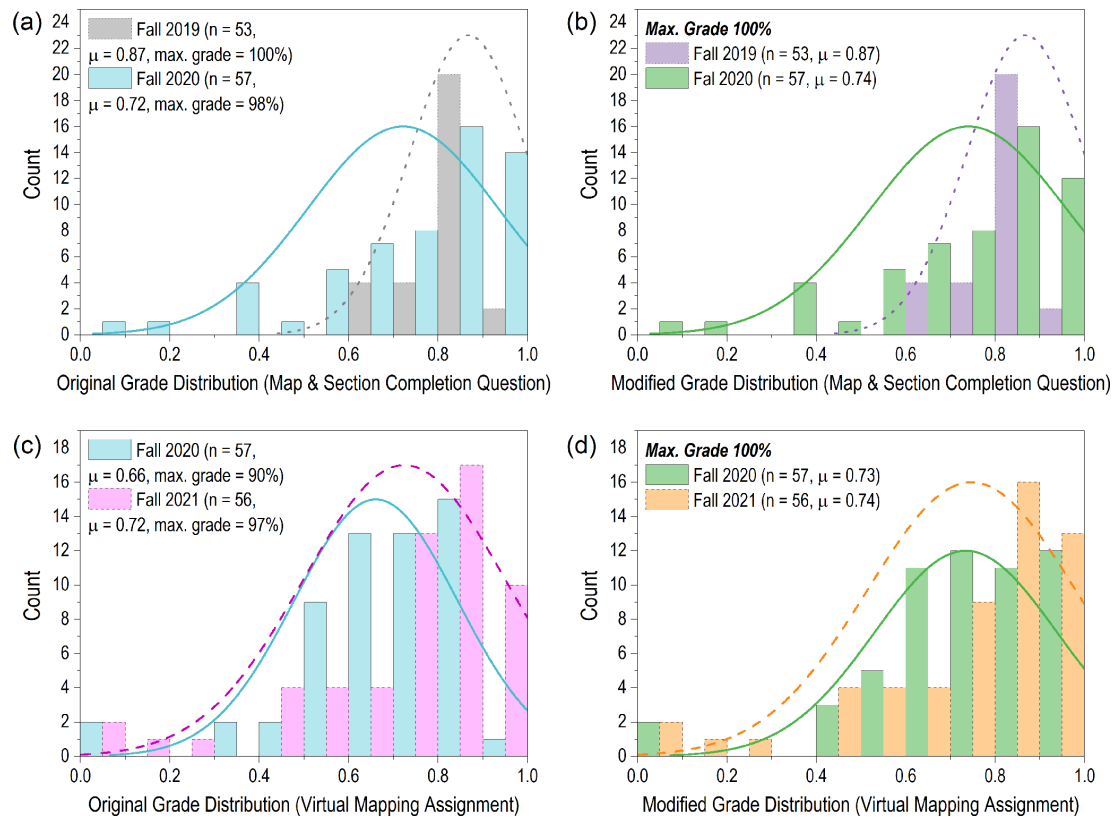 (a)
24
22
20
18
16
14
12
10
8
6
4
2
0
Count
Fall 2019 (n = 53,
μ = 0.87, max. grade = 100%)
Fall 2020 (n = 57,
μ = 0.72, max. grade = 98%)
0.0 0.2 0.4 0.6 0.8 1.0
Original Grade Distribution (Map & Section Completion Question)
(b)
24
22
20
18
16
14
12
10
8
6
4
2
0
Count
Max. Grade 100%
Fall 2019 (n = 53, μ = 0.87)
Fal 2020 (n = 57, μ = 0.74)
0.0 0.2 0.4 0.6 0.8 1.0
Modified Grade Distribution (Map & Section Completion Question)
(c)
18
16
14
12
10
8
6
4
2
0
Count
Fall 2020 (n = 57,
μ = 0.66, max. grade = 90%)
Fall 2021 (n = 56,
μ = 0.72, max. grade = 97%)
0.0 0.2 0.4 0.6 0.8 1.0
Original Grade Distribution (Virtual Mapping Assignment)
(d)
18
16
14
12
10
8
6
4
2
0
Count
Max. Grade 100%
Fall 2020 (n = 57, μ = 0.73)
Fall 2021 (n = 56, μ = 0.74)
0.0 0.2 0.4 0.6 0.8 1.0
Modified Grade Distribution (Virtual Mapping Assignment)